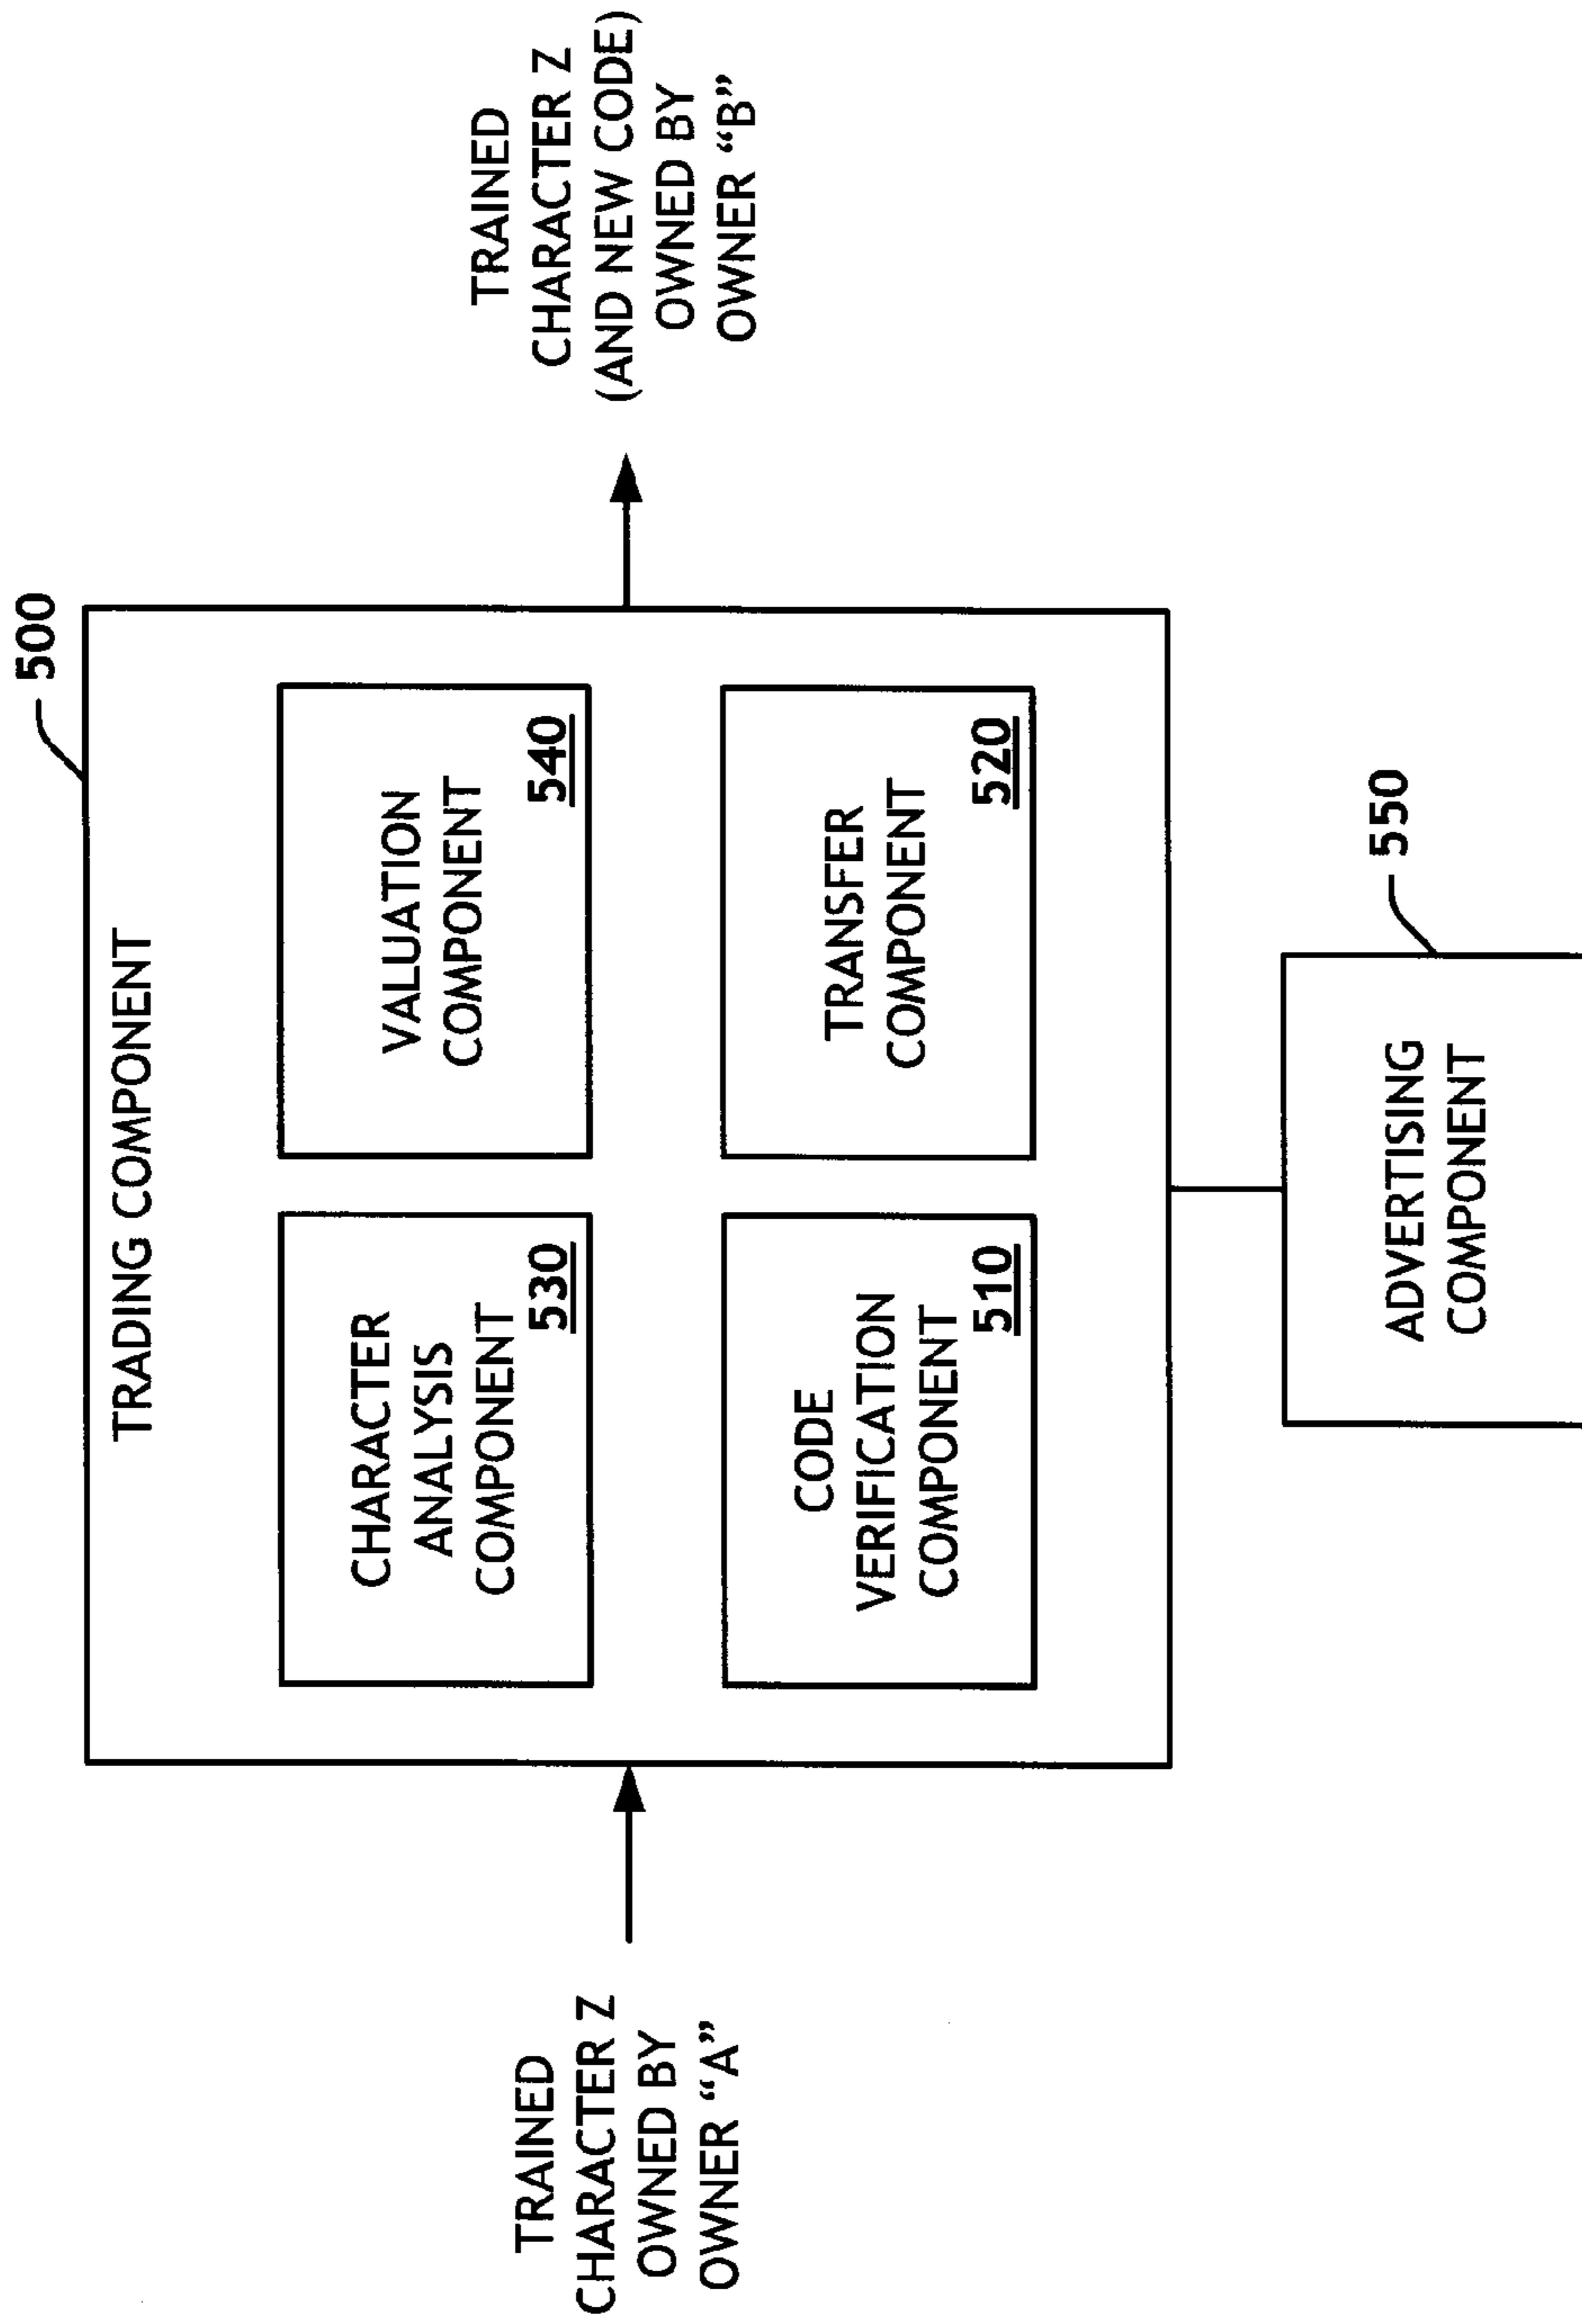 500
TRADING COMPONENT
CHARACTER
ANALYSIS
COMPONENT
530
VALUATION
COMPONENT
540
TRAINED
CHARACTER Z
OWNED BY
OWNER “A”
TRAINED
CHARACTER Z
(AND NEW CODE)
OWNED BY
OWNER “B”
CODE
VERIFICATION
COMPONENT
510
TRANSFER
COMPONENT
520
550
ADVERTISING
COMPONENT